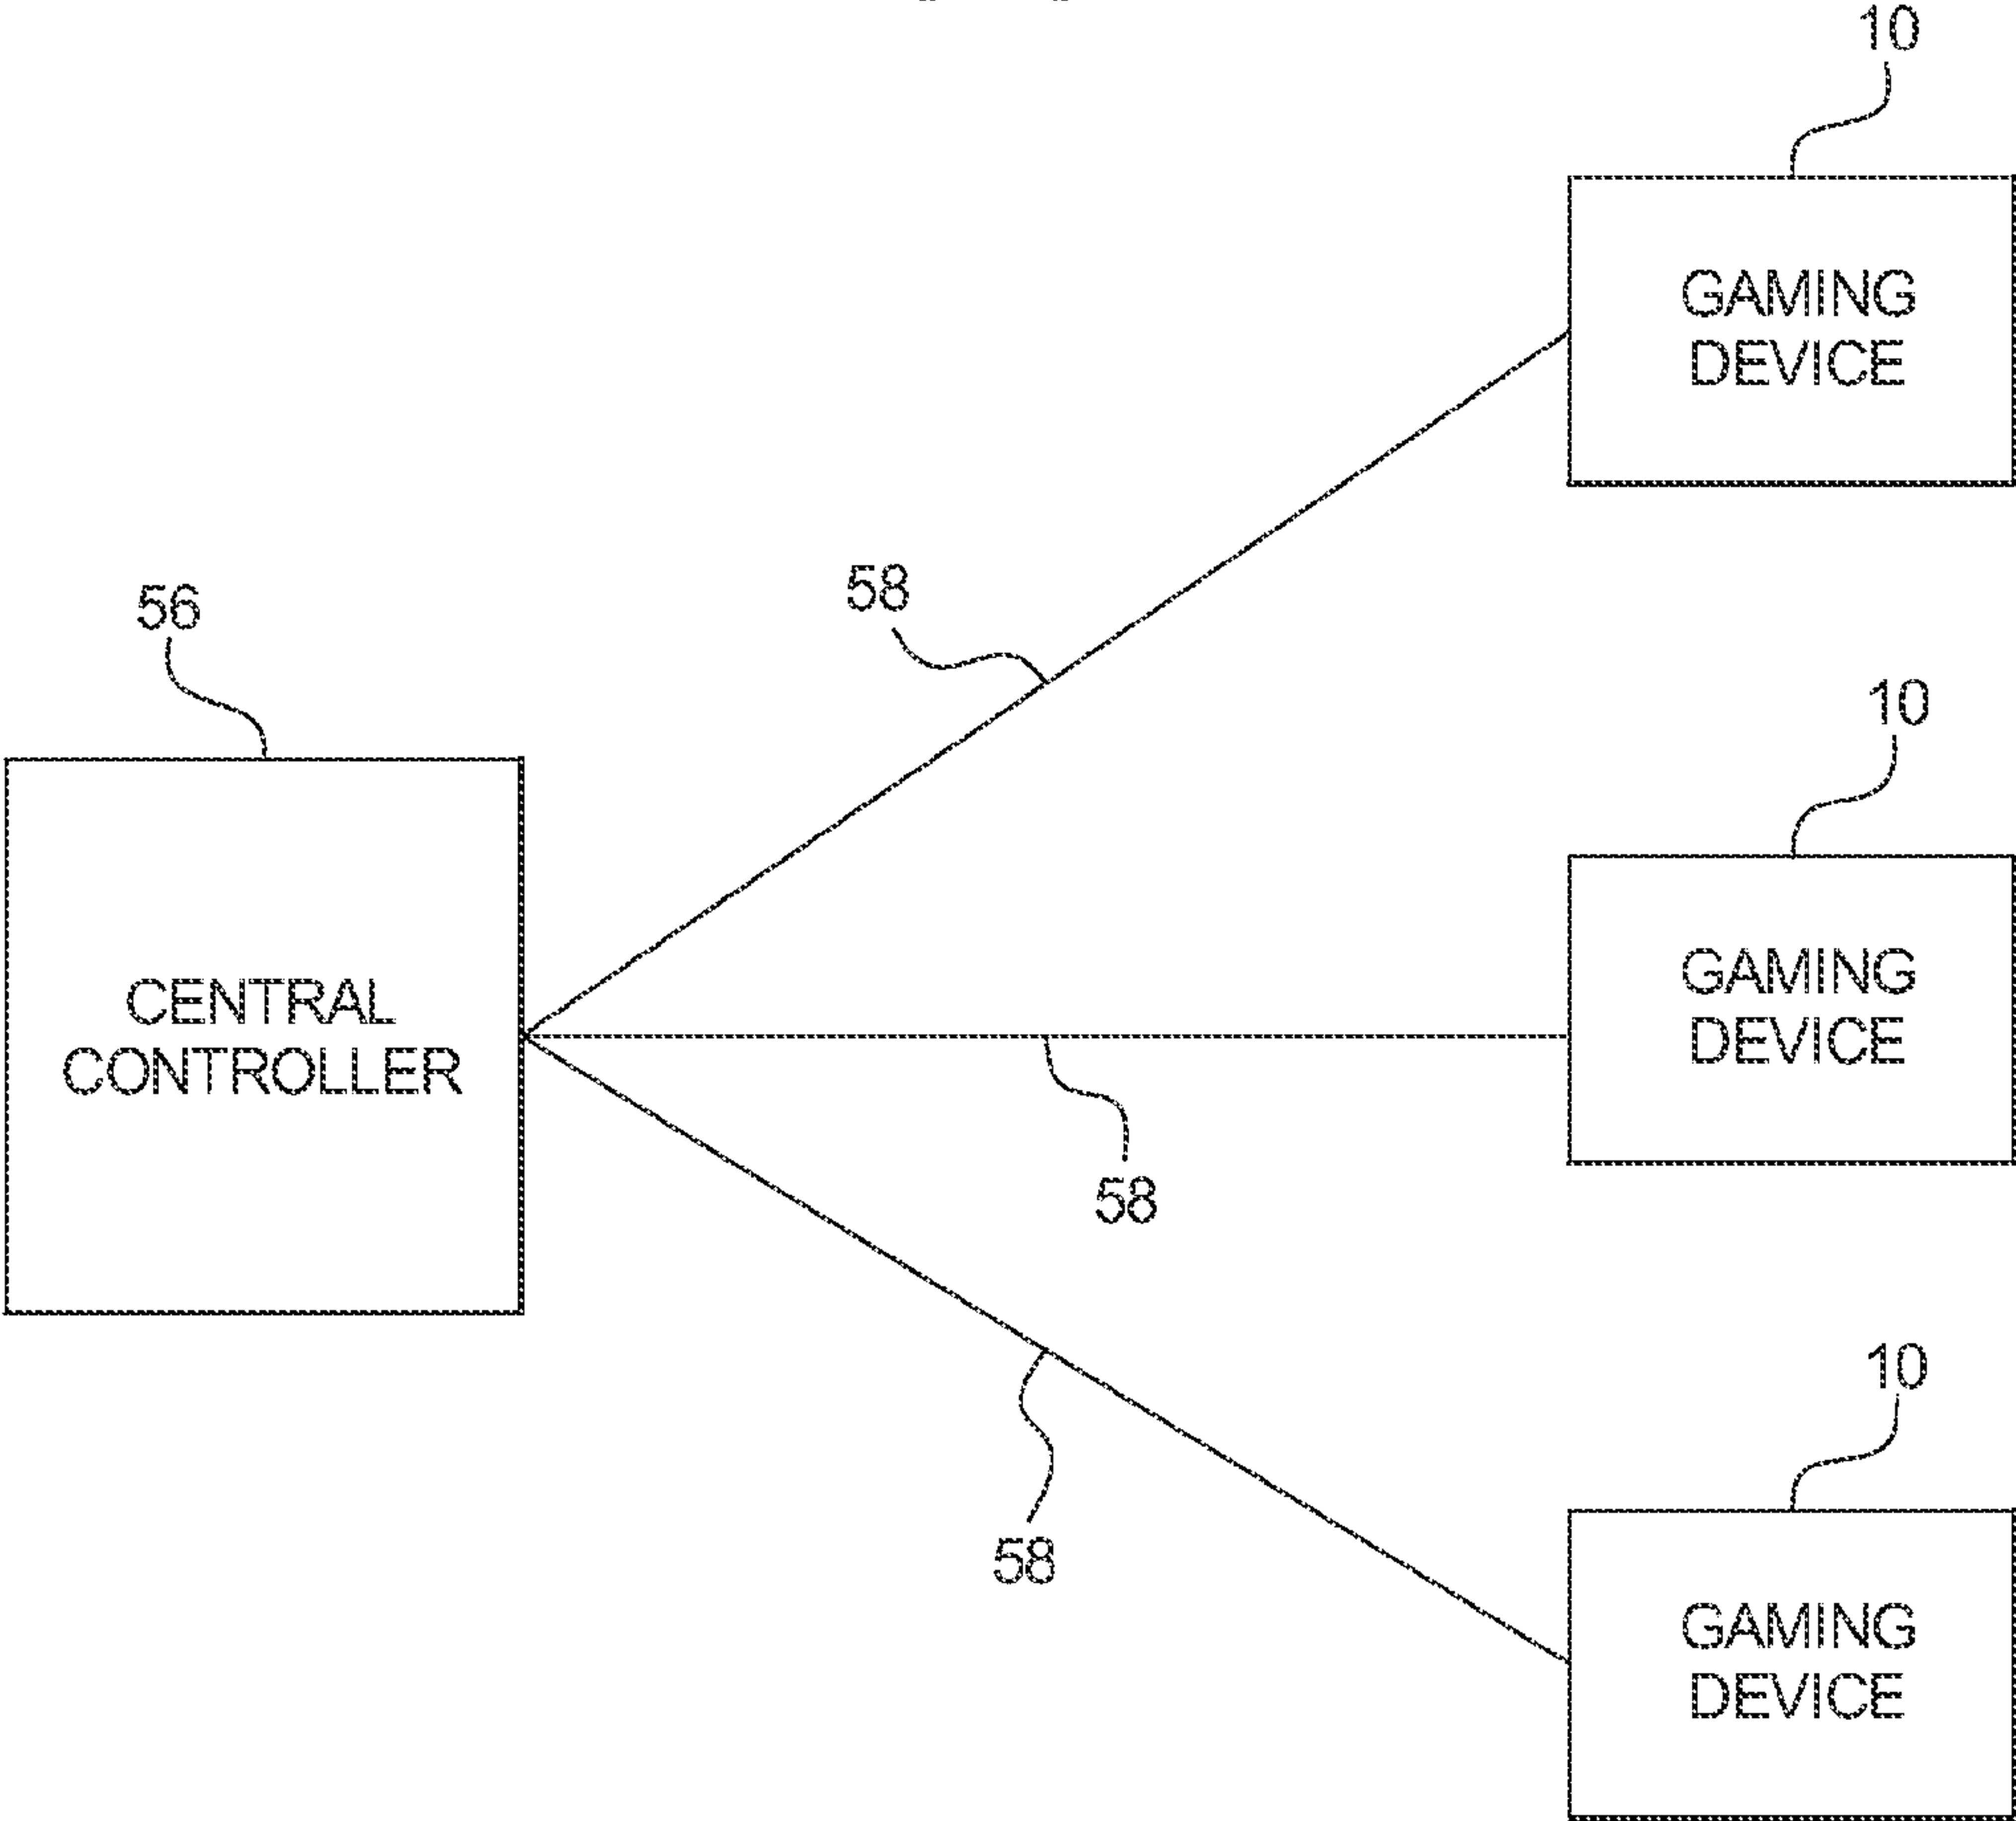 10
GAMING
DEVICE
58
56
10
CENTRAL
CONTROLLER
GAMING
DEVICE
58
10
58
GAMING
DEVICE